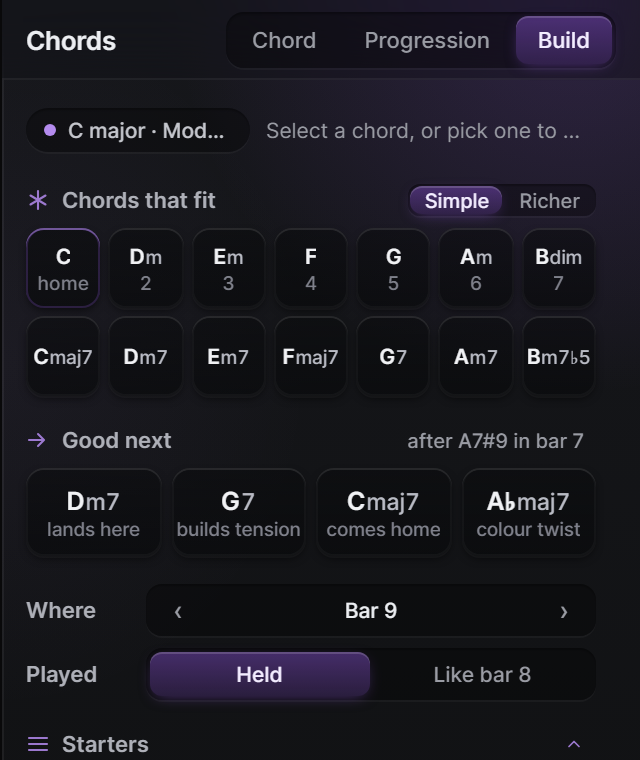 Chords Chord Progression Build
C major · Mod... Select a chord, or pick one to ...
Chords that fit Simple Richer
C Dm Em F G Am Bdim
home 2 3 4 5 6 7
Cmaj7 Dm7 Em7 Fmaj7 G7 Am7 Bm7♭5
Good next after A7#9 in bar 7
Dm7 G7 Cmaj7 A♭maj7
lands here builds tension comes home colour twist
Where ‹ Bar 9 ›
Played Held Like bar 8
Starters